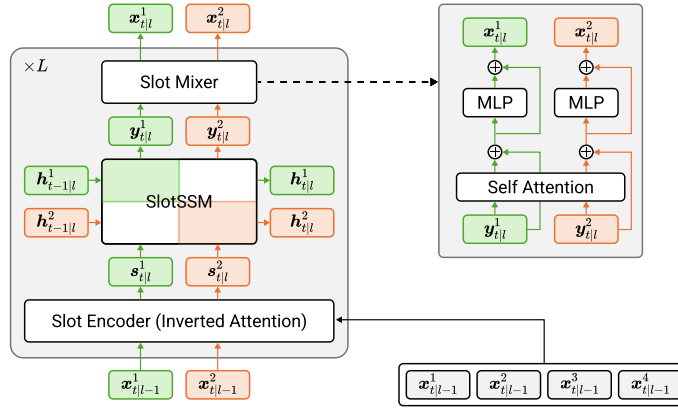 x^1_{t|l} x^2_{t|l}
×L
Slot Mixer
y^1_{t|l} y^2_{t|l}
h^1_{t−1|l} SlotSSM h^1_{t|l}
h^2_{t−1|l} h^2_{t|l}
s^1_{t|l} s^2_{t|l}
Slot Encoder (Inverted Attention)
x^1_{t|l−1} x^2_{t|l−1}
x^1_{t|l} x^2_{t|l}
⊕ ⊕
MLP MLP
⊕ ⊕
Self Attention
y^1_{t|l} y^2_{t|l}
x^1_{t|l−1} x^2_{t|l−1} x^3_{t|l−1} x^4_{t|l−1}